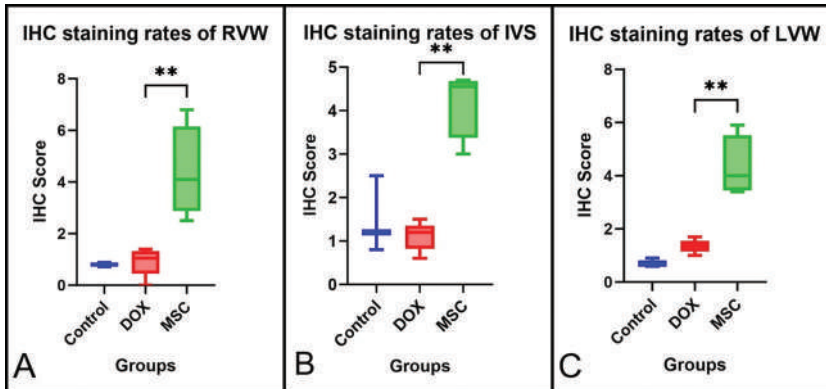 IHC staining rates of RVW
**
IHC Score
8
6
4
2
0
Control
DOX
MSC
Groups
A
IHC staining rates of IVS
**
IHC Score
5
4
3
2
1
0
Control
DOX
MSC
Groups
B
IHC staining rates of LVW
**
IHC Score
8
6
4
2
0
Control
DOX
MSC
Groups
C